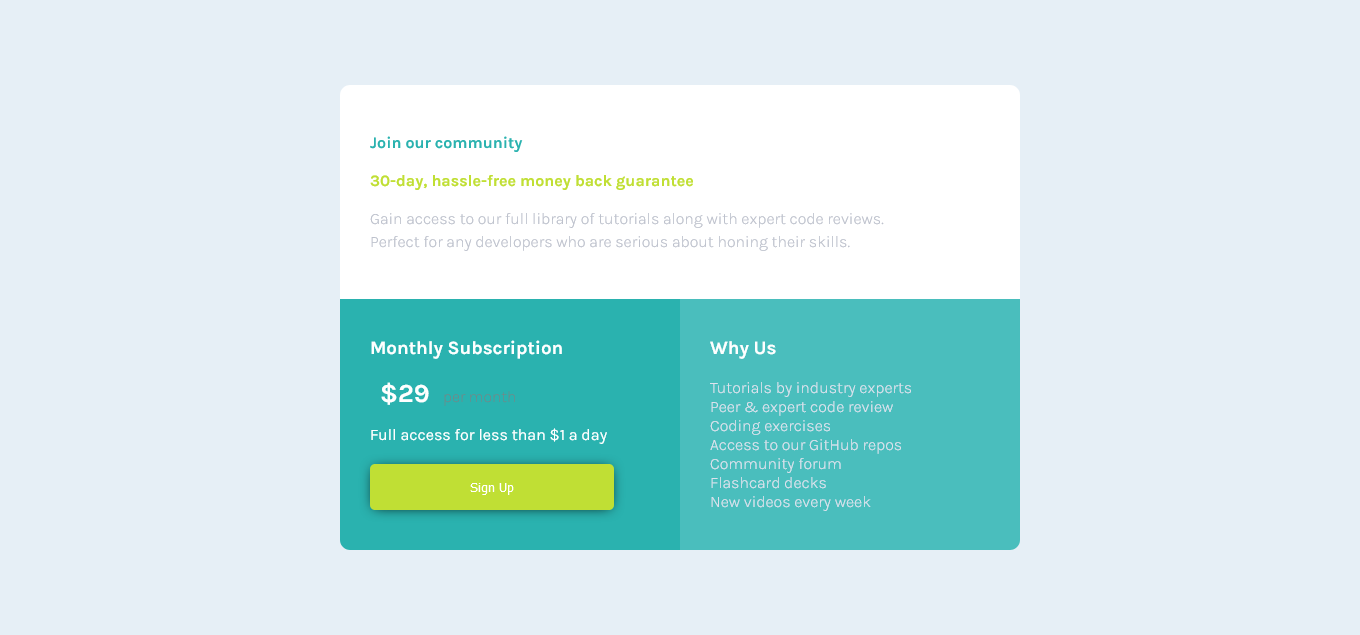 Join our community
30-day, hassle-free money back guarantee
Gain access to our full library of tutorials along with expert code reviews.
Perfect for any developers who are serious about honing their skills.
Monthly Subscription
$29 per month
Full access for less than $1 a day
Sign Up
Why Us
Tutorials by industry experts
Peer & expert code review
Coding exercises
Access to our GitHub repos
Community forum
Flashcard decks
New videos every week